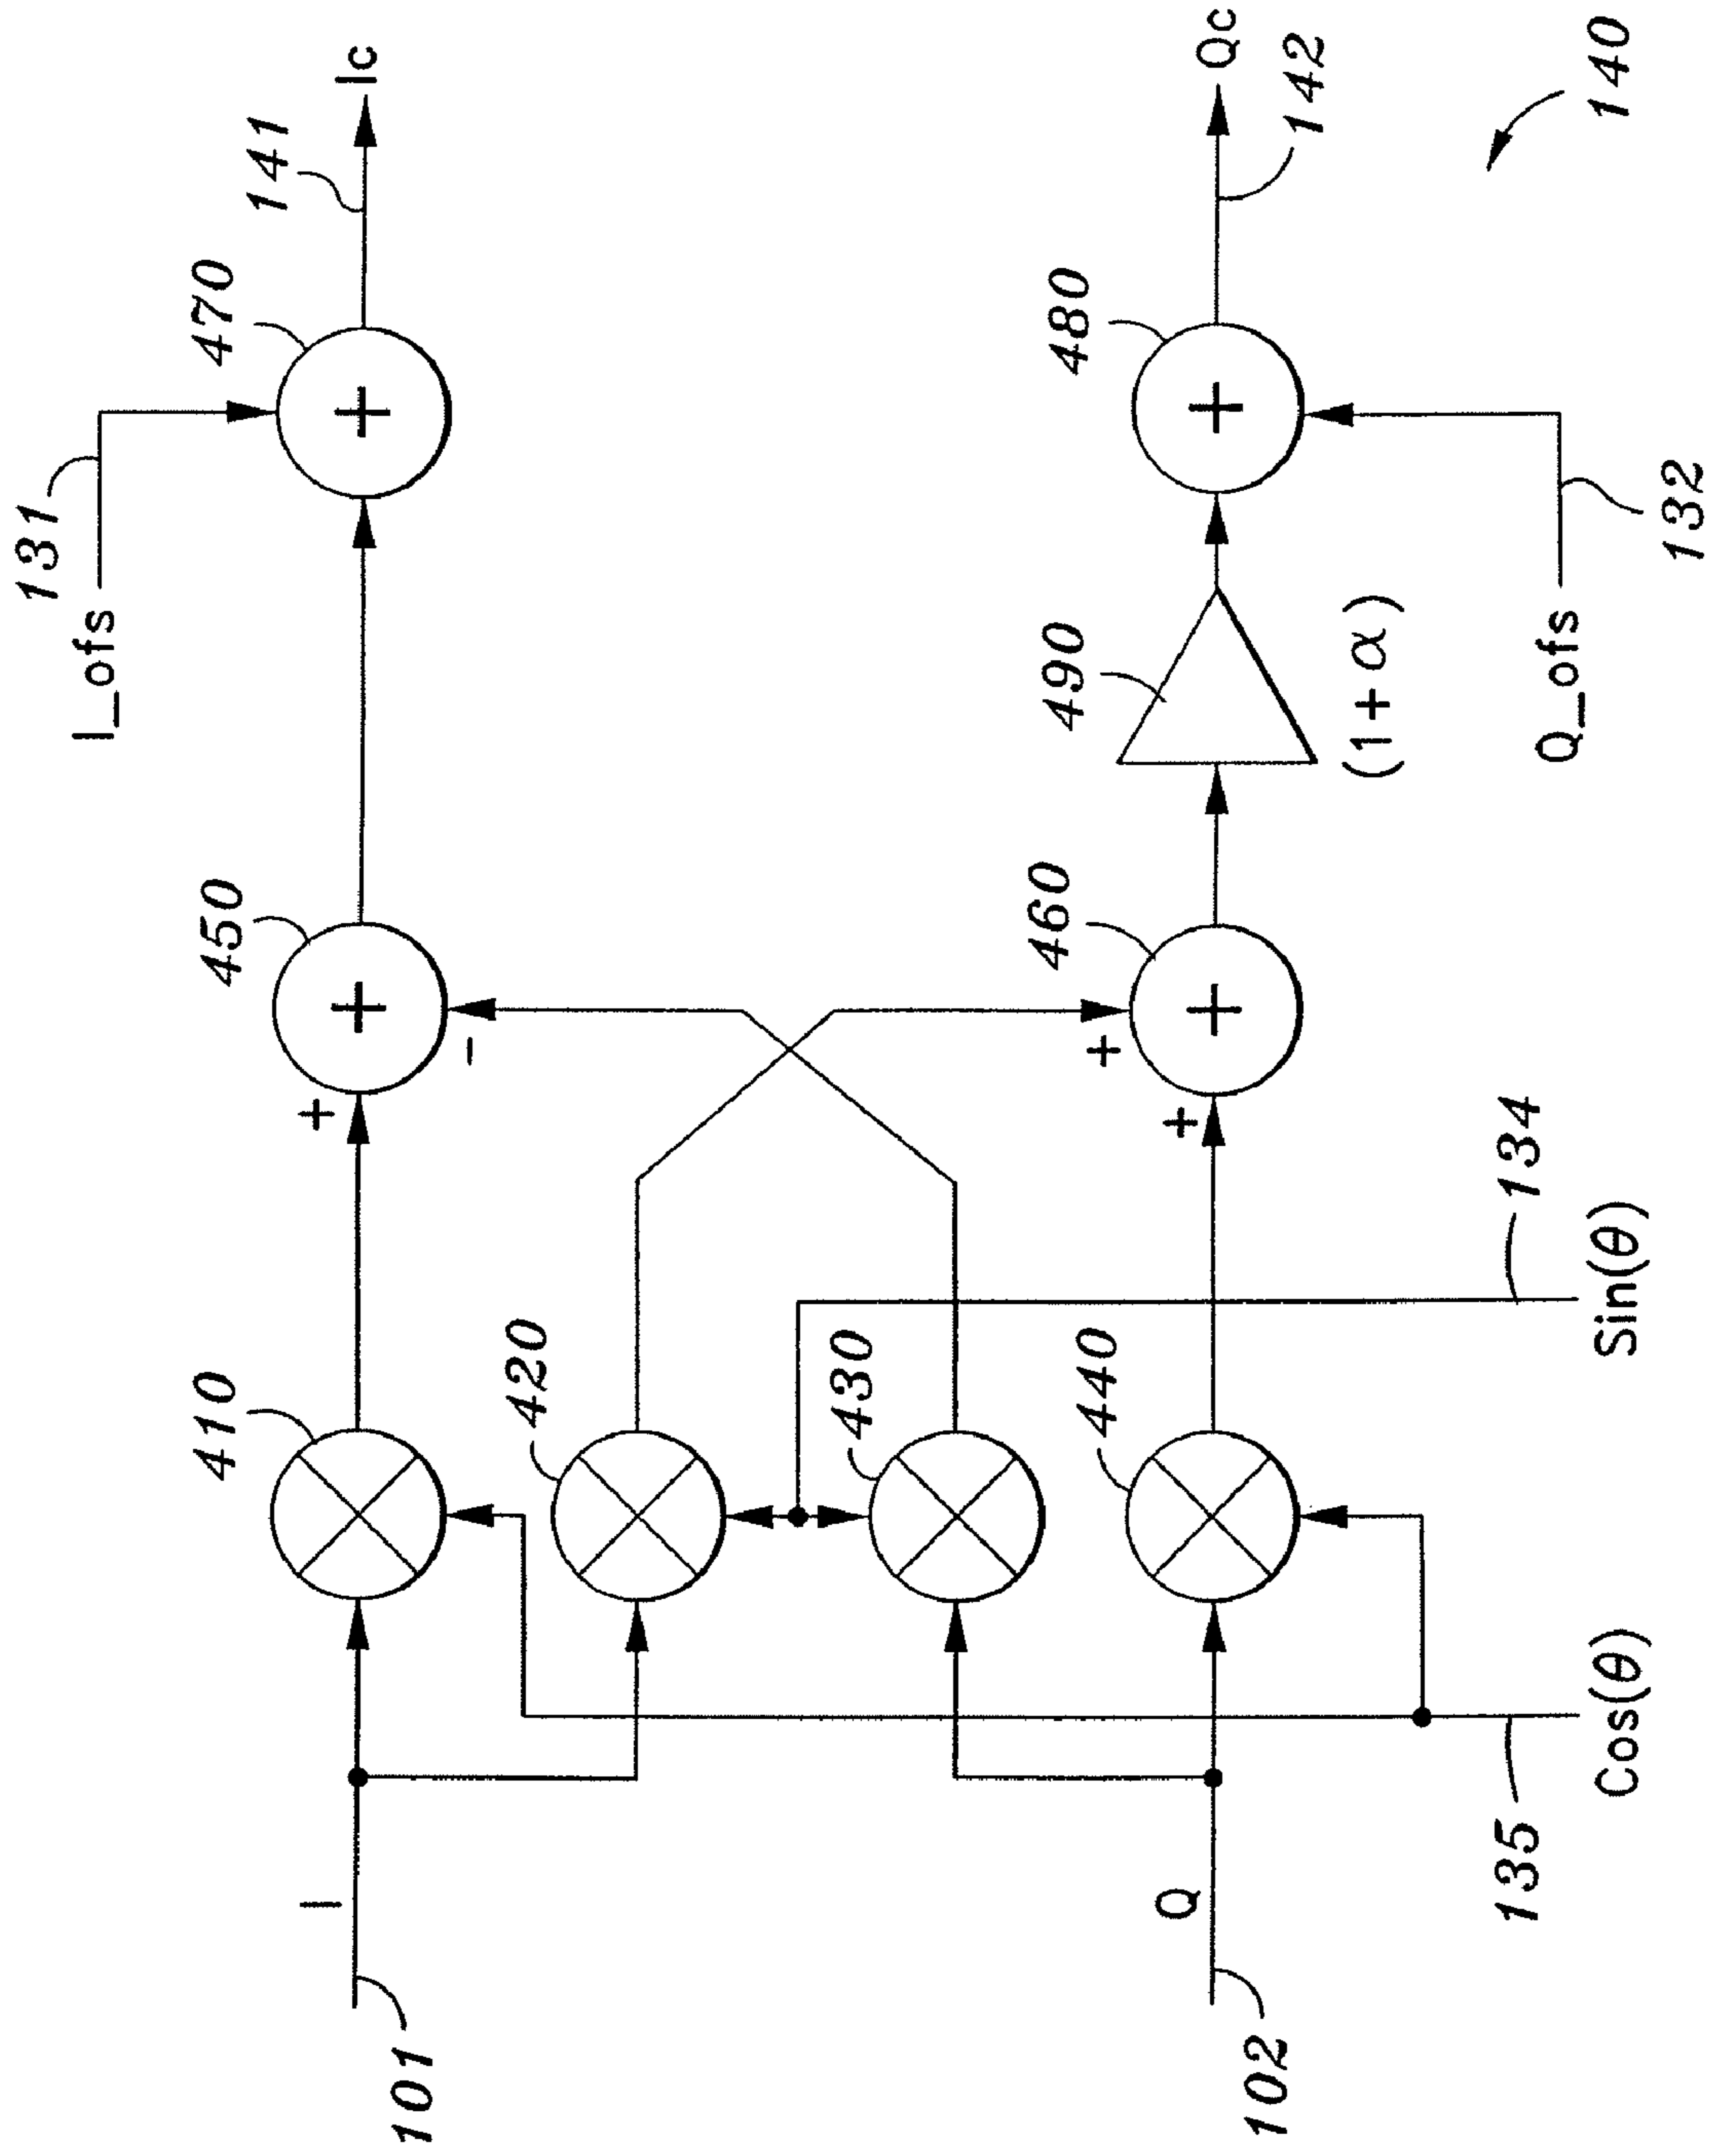 101
I
410
+
450
-
I_ofs
131
470
+
141
Ic
420
430
102
Q
440
+
460
+
+
490
(1+α)
480
+
142
Qc
135
Cos(θ)
134
Sin(θ)
Q_ofs
132
140
+